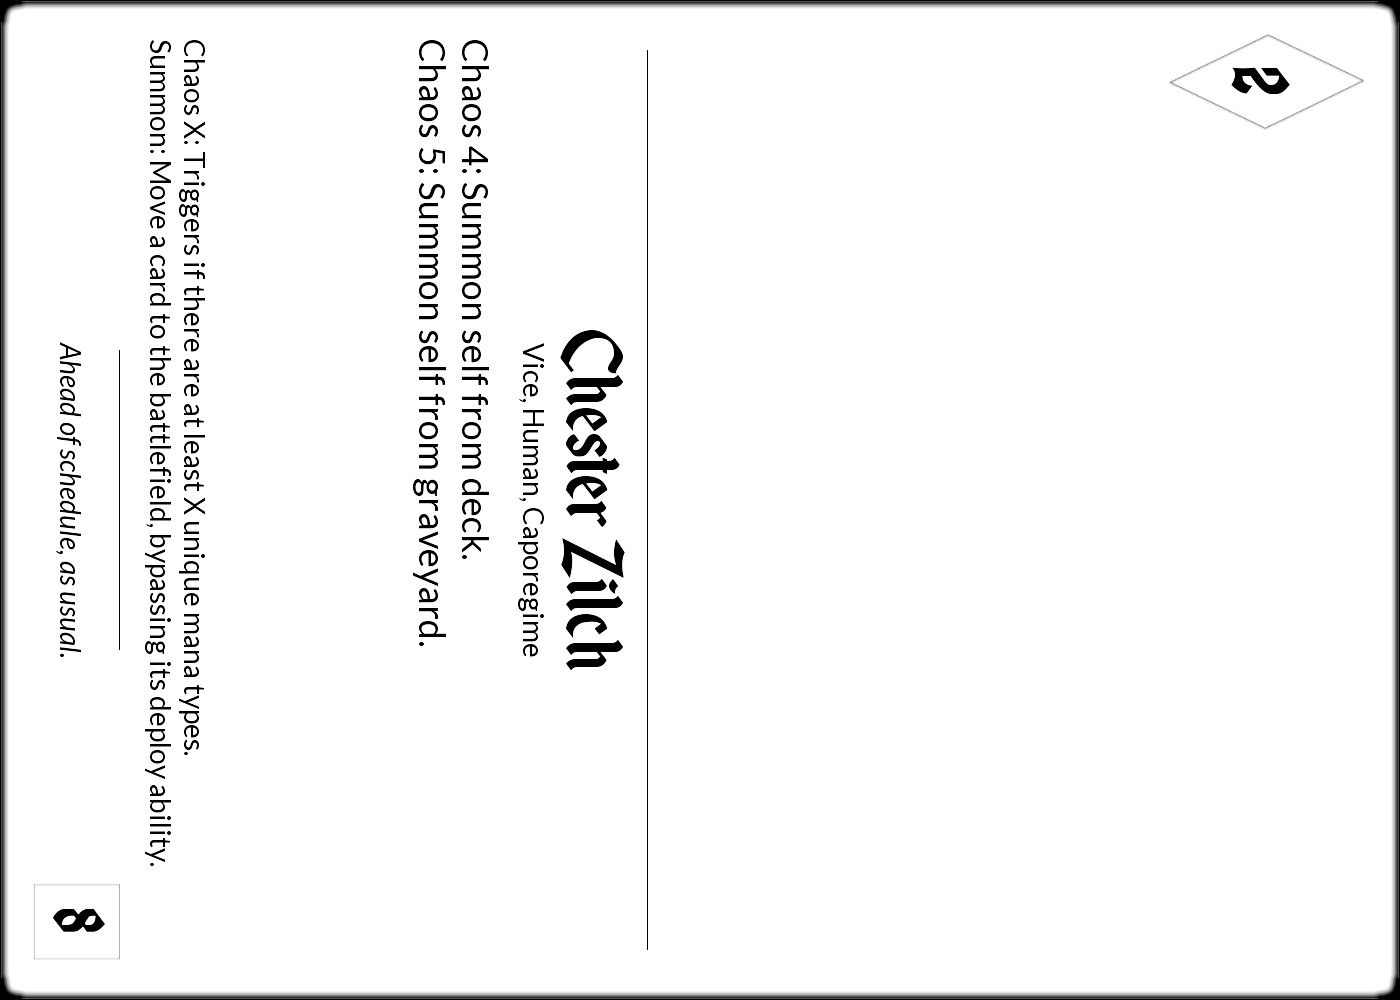 2
Chester Zilch
Vice, Human, Caporegime
Chaos 4: Summon self from deck.
Chaos 5: Summon self from graveyard.
Chaos X: Triggers if there are at least X unique mana types.
Summon: Move a card to the battlefield, bypassing its deploy ability.
Ahead of schedule, as usual.
8